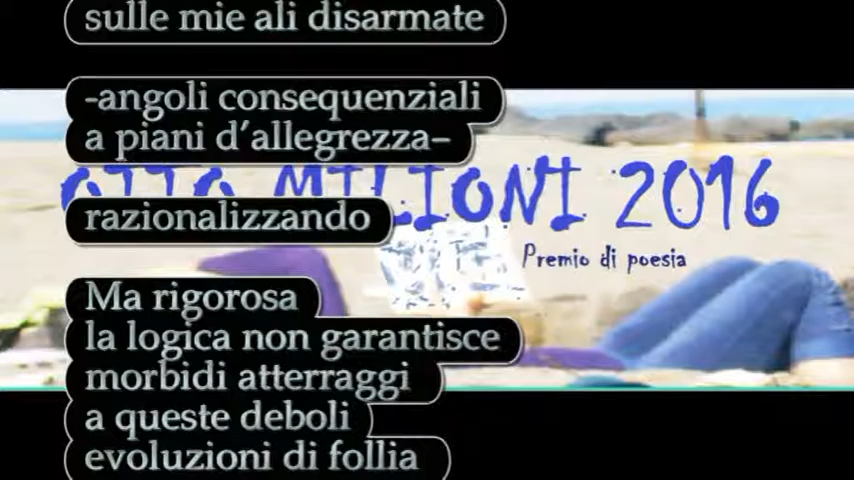 sulle mie ali disarmate
-angoli consequenziali
a piani d'allegrezza–
OTTO MILIONI 2016
razionalizzando
Premio di poesia
Ma rigorosa
la logica non garantisce
morbidi atterraggi
a queste deboli
evoluzioni di follia